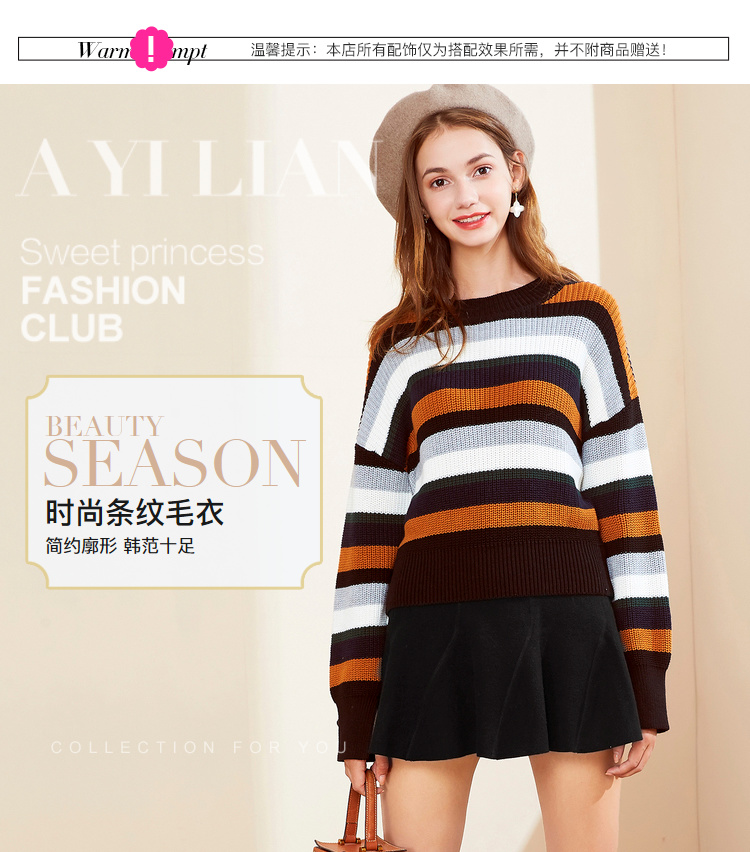 Warm
!
mpt
温馨提示：本店所有配饰仅为搭配效果所需，并不附商品赠送！
A YI LIAN
Sweet princess
FASHION
CLUB
BEAUTY
SEASON
时尚条纹毛衣
简约廓形 韩范十足
COLLECTION FOR YOU